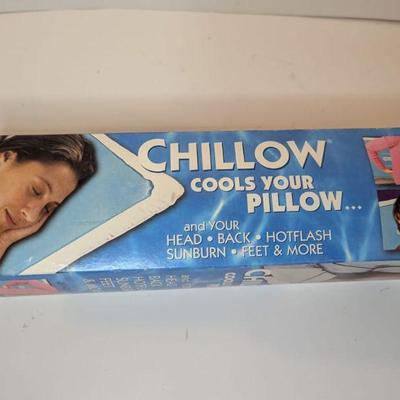 CHILLOW
COOLS YOUR
PILLOW...
and YOUR
HEAD • BACK • HOTFLASH
SUNBURN • FEET & MORE